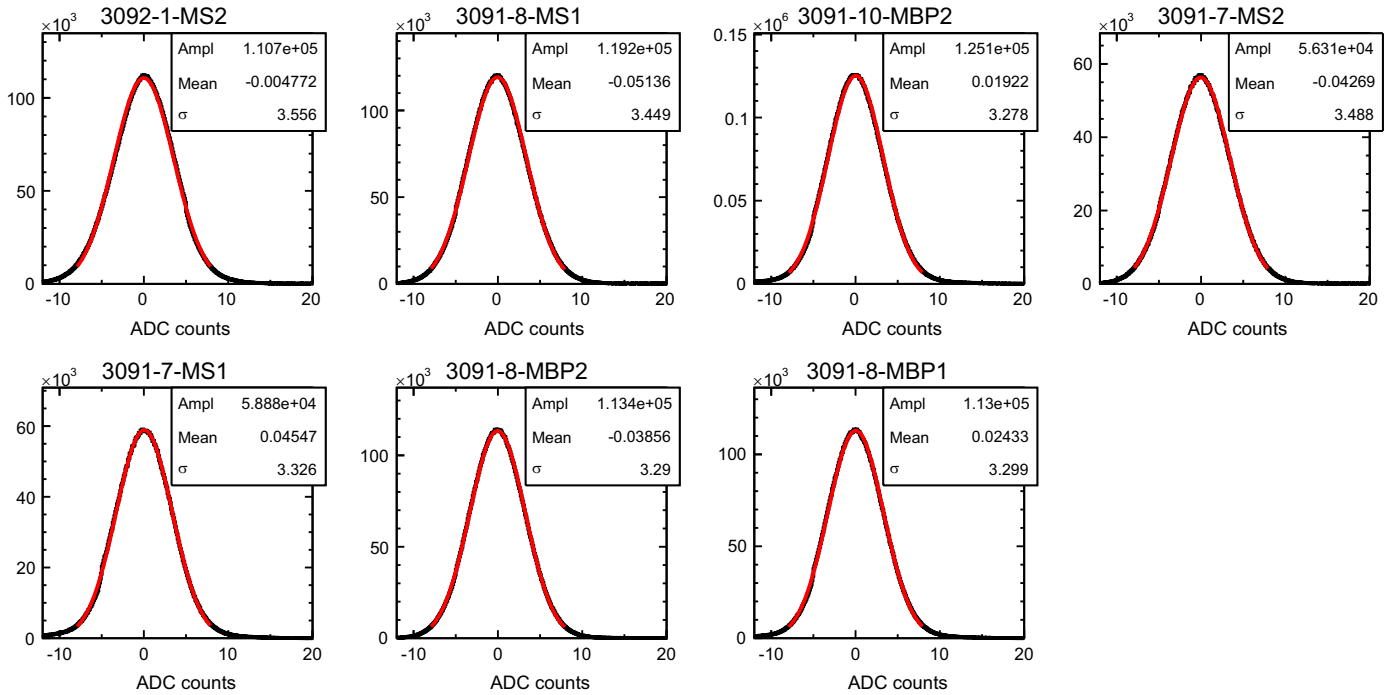 3092-1-MS2
×10³
Ampl 1.107e+05
Mean -0.004772
σ 3.556
100
50
0
-10 0 10 20
ADC counts
3091-8-MS1
×10³
Ampl 1.192e+05
Mean -0.05136
σ 3.449
100
50
0
-10 0 10 20
ADC counts
3091-10-MBP2
×10⁶
Ampl 1.251e+05
Mean 0.01922
σ 3.278
0.15
0.1
0.05
0
-10 0 10 20
ADC counts
3091-7-MS2
×10³
Ampl 5.631e+04
Mean -0.04269
σ 3.488
60
40
20
0
-10 0 10 20
ADC counts
3091-7-MS1
×10³
Ampl 5.888e+04
Mean 0.04547
σ 3.326
60
40
20
0
-10 0 10 20
ADC counts
3091-8-MBP2
×10³
Ampl 1.134e+05
Mean -0.03856
σ 3.29
100
50
0
-10 0 10 20
ADC counts
3091-8-MBP1
×10³
Ampl 1.13e+05
Mean 0.02433
σ 3.299
100
50
0
-10 0 10 20
ADC counts